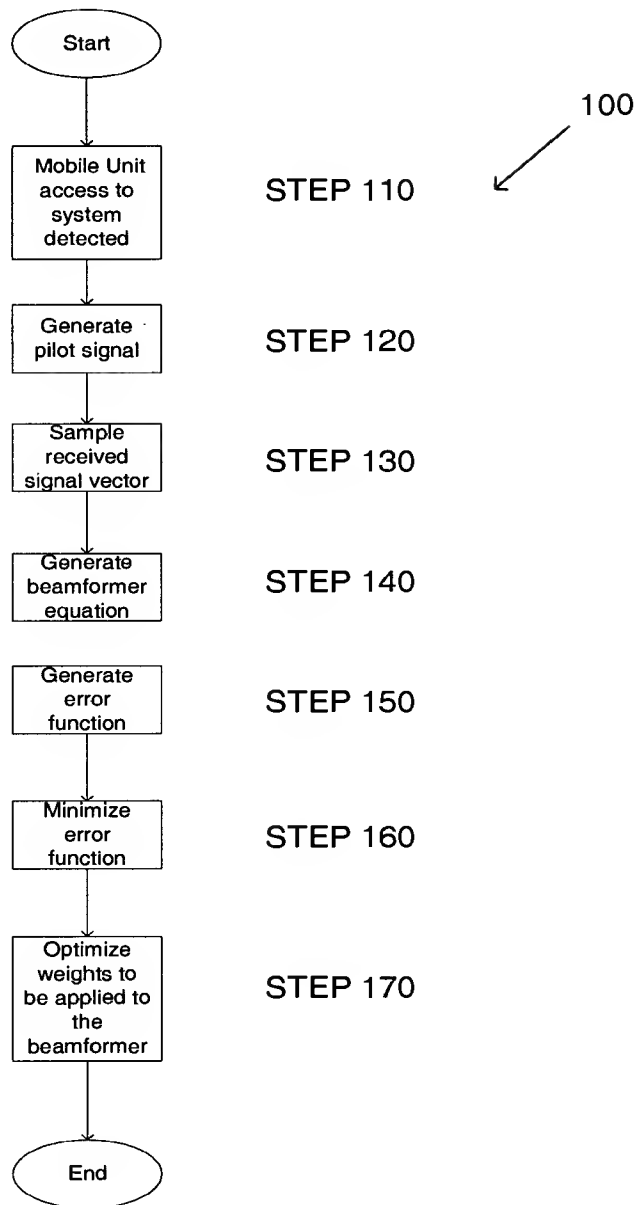 Start
100
Mobile Unit
access to
system
detected
STEP 110
Generate
pilot signal
STEP 120
Sample
received
signal vector
STEP 130
Generate
beamformer
equation
STEP 140
Generate
error
function
STEP 150
Minimize
error
function
STEP 160
Optimize
weights to
be applied to
the
beamformer
STEP 170
End